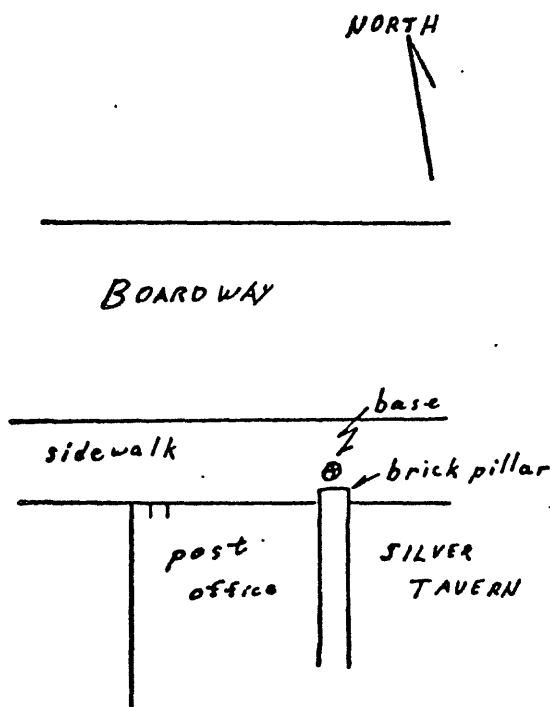 NORTH
BOARDWAY
base
sidewalk
brick pillar
post
office
SILVER
TAVERN